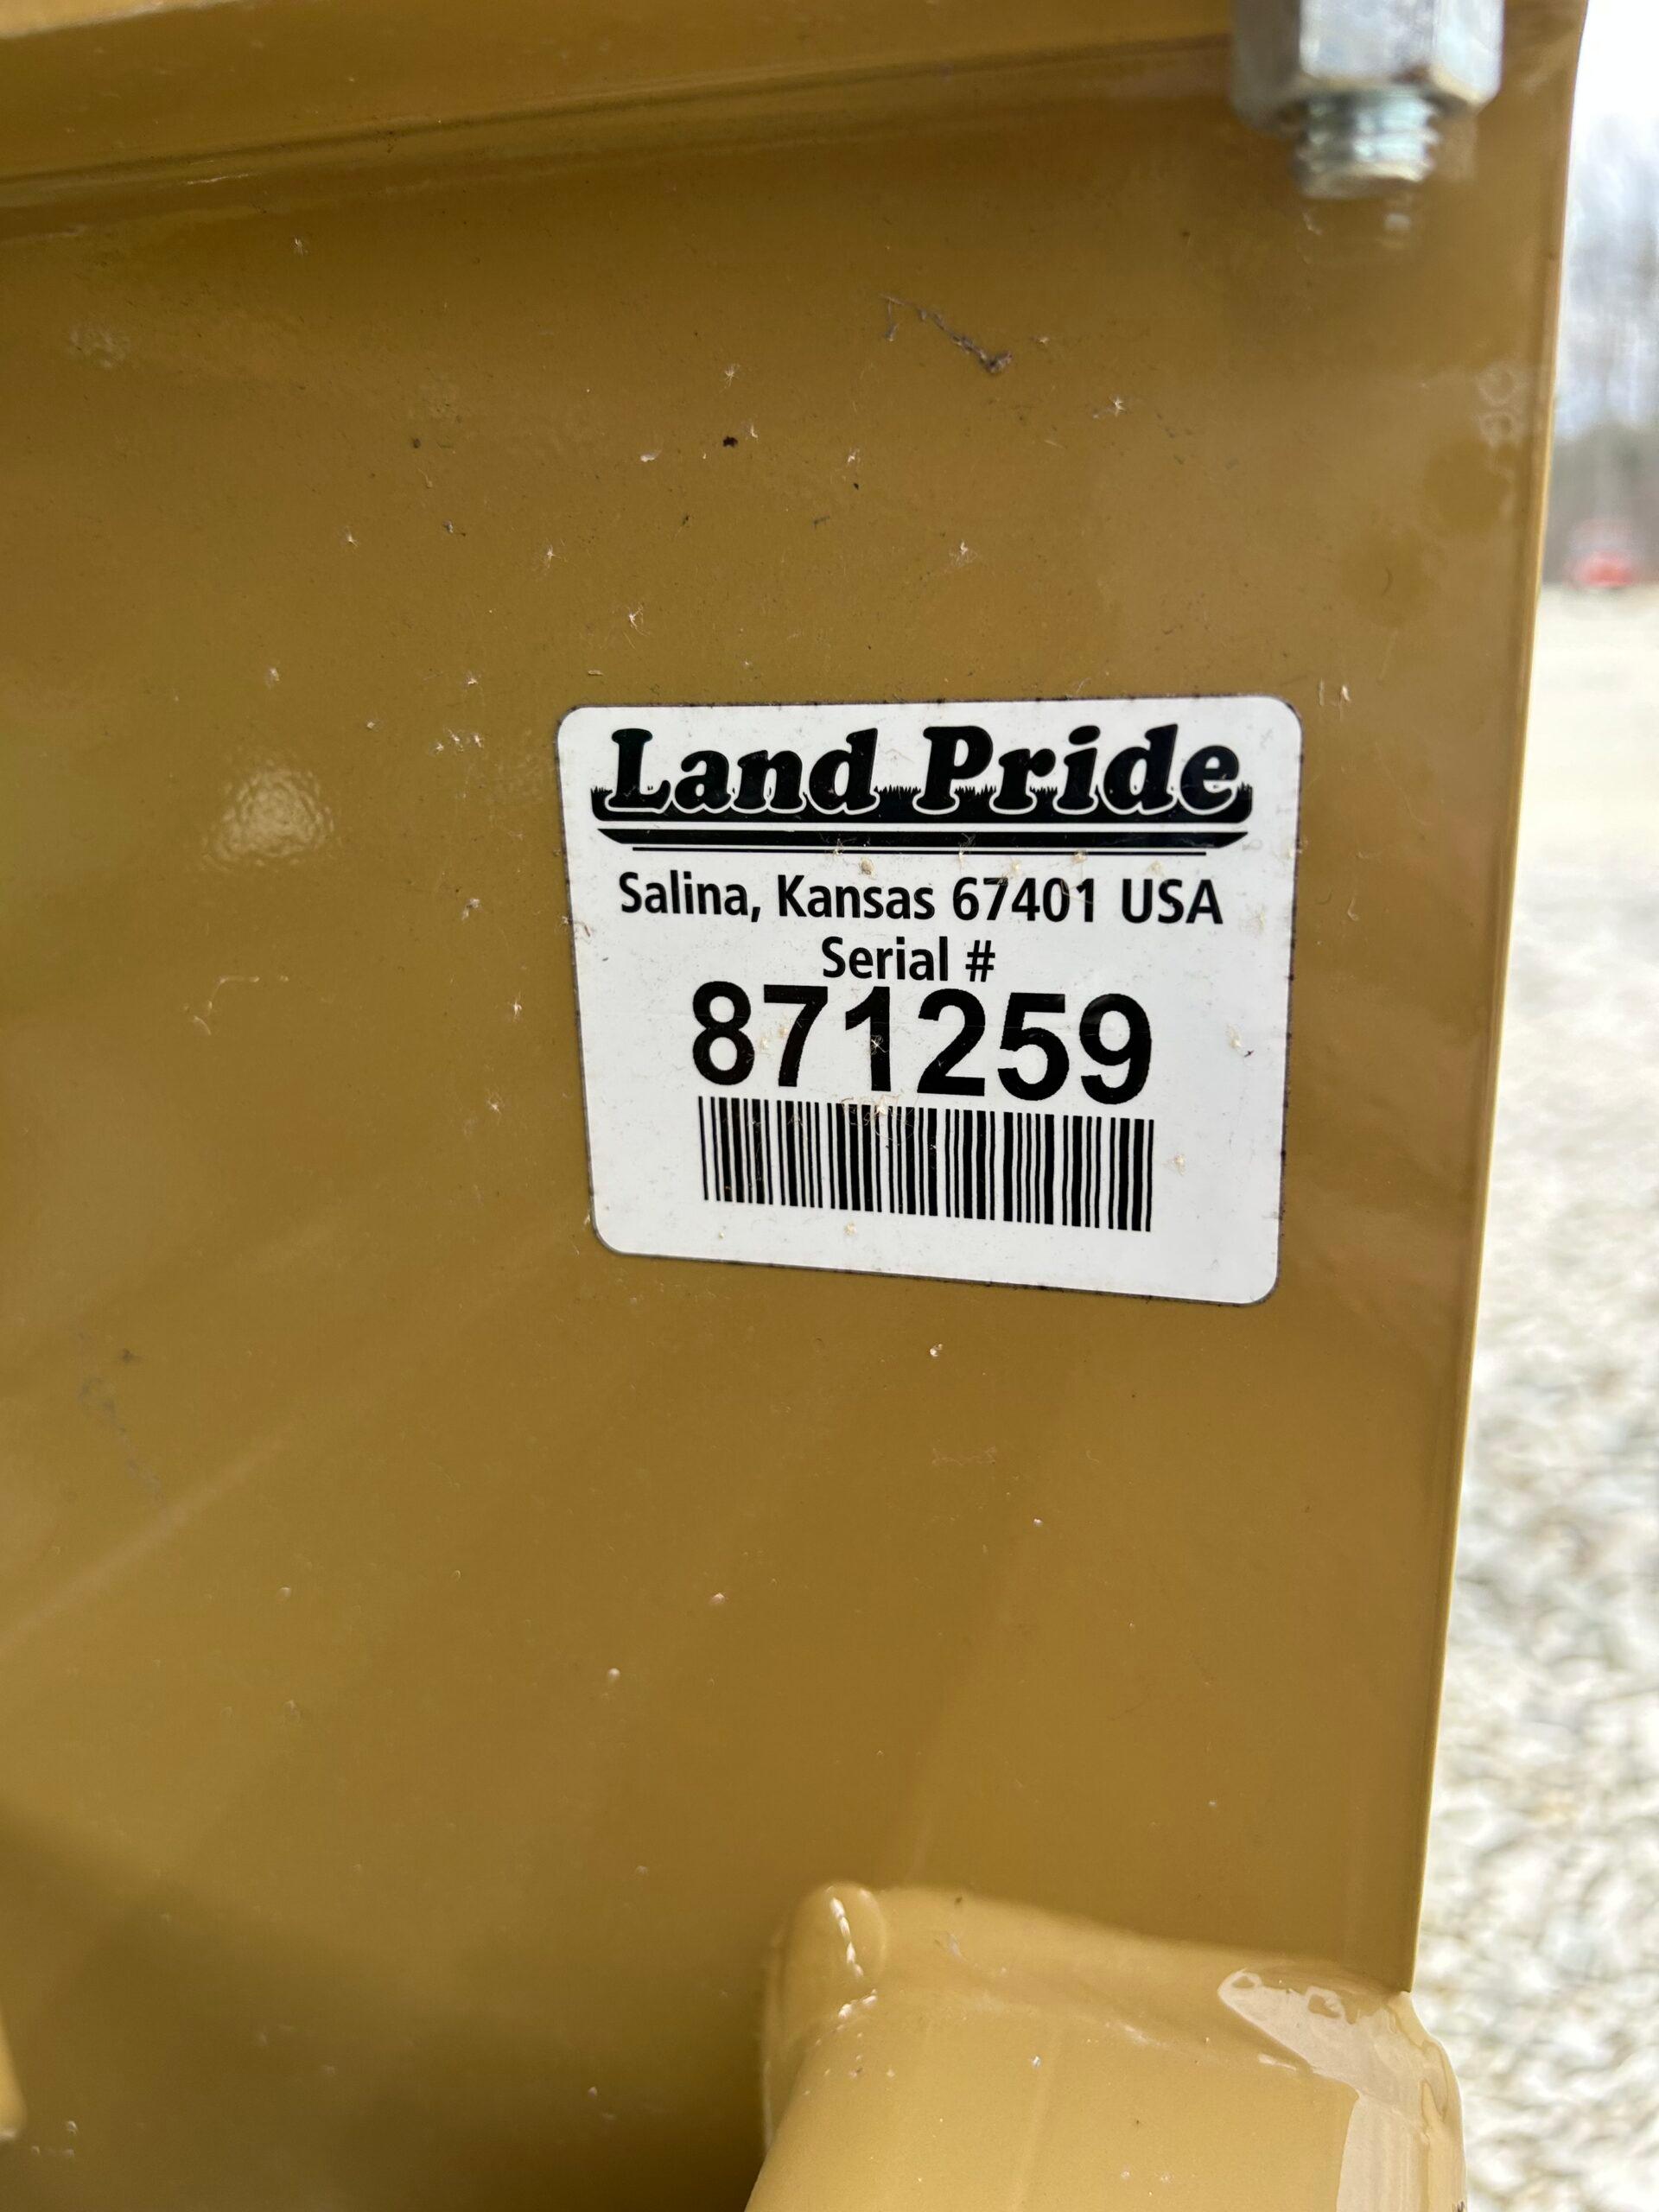 Land Pride
Salina, Kansas 67401 USA
Serial #
871259